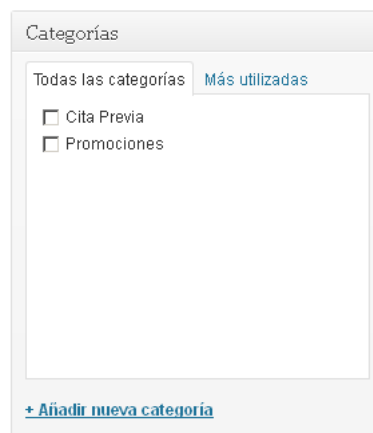 Categorías
Todas las categorías Más utilizadas
Cita Previa
Promociones
+ Añadir nueva categoría